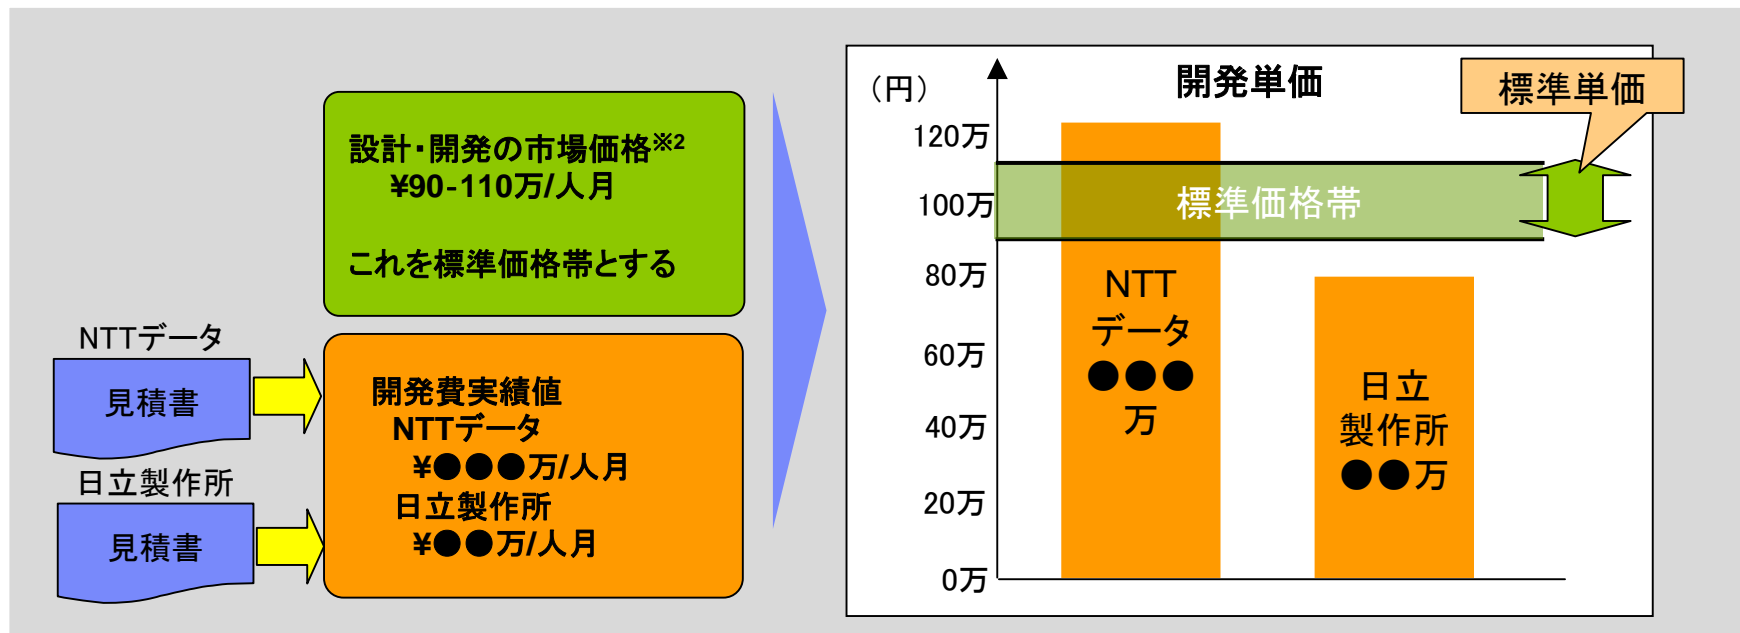 設計・開発の市場価格※2
¥90-110万/人月
これを標準価格帯とする
NTTデータ
見積書
日立製作所
見積書
開発費実績値
NTTデータ
¥●●●万/人月
日立製作所
¥●●万/人月
開発単価
標準単価
（円）
120万
100万
80万
60万
40万
20万
0万
標準価格帯
NTT
データ
●●●
万
日立
製作所
●●万